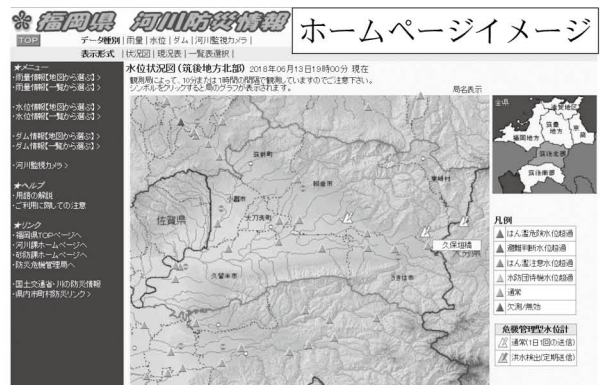 福岡県 河川防災情報
ホームページイメージ
TOP
データ種別 | 雨量 | 水位 | ダム | 河川監視カメラ |
表示形式 | 状況図 | 現況表 | 一覧表選択 |
★メニュー
・雨量情報【地図から選ぶ】>
・雨量情報【一覧から選ぶ】>
・水位情報【地図から選ぶ】>
・水位情報【一覧から選ぶ】>
・ダム情報【地図から選ぶ】>
・ダム情報【一覧から選ぶ】>
・河川監視カメラ>
★ヘルプ
・用語の解説
・ご利用に際しての注意
★リンク
・福岡県TOPページへ
・河川課ホームページへ
・砂防課ホームページへ
・防災危機管理局へ
・国土交通省・川の防災情報
・県内市町村防災リンク>
水位状況図(筑後地方北部) 2018年06月13日19時00分 現在
観測局によって、10分または1時間の間隔で観測していますのでご注意下さい。
シンボルをクリックすると局のグラフが表示されます。
局名表示
筑前町
朝倉市
東峰村
小郡市
大刀洗町
佐賀県
久保垣橋
大分県
久留米市
うきは市
全県
北九州地方
筑豊地方
京築
福岡地方
筑後北部
筑後南部
凡例
はん濫危険水位超過
避難判断水位超過
はん濫注意水位超過
水防団待機水位超過
通常
欠測/無効
危機管理型水位計
通常(1日1回の送信)
洪水検出(定期送信)